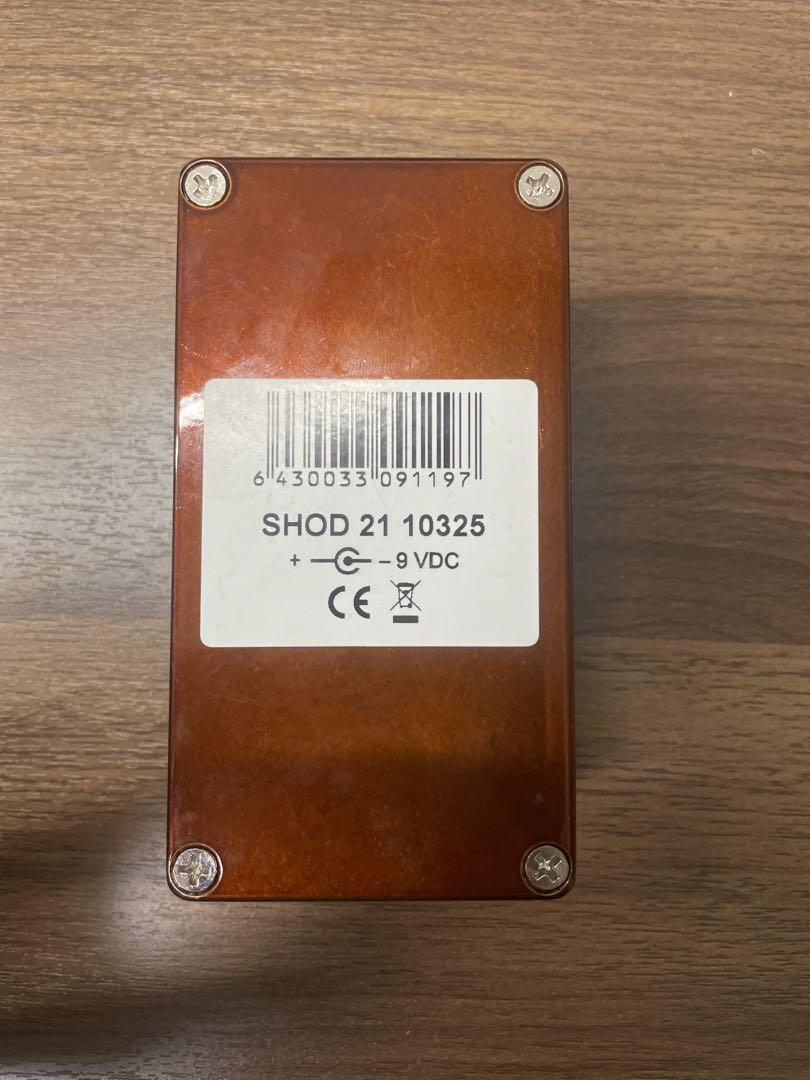 6 430033 091197
SHOD 21 10325
+ – 9 VDC
CE